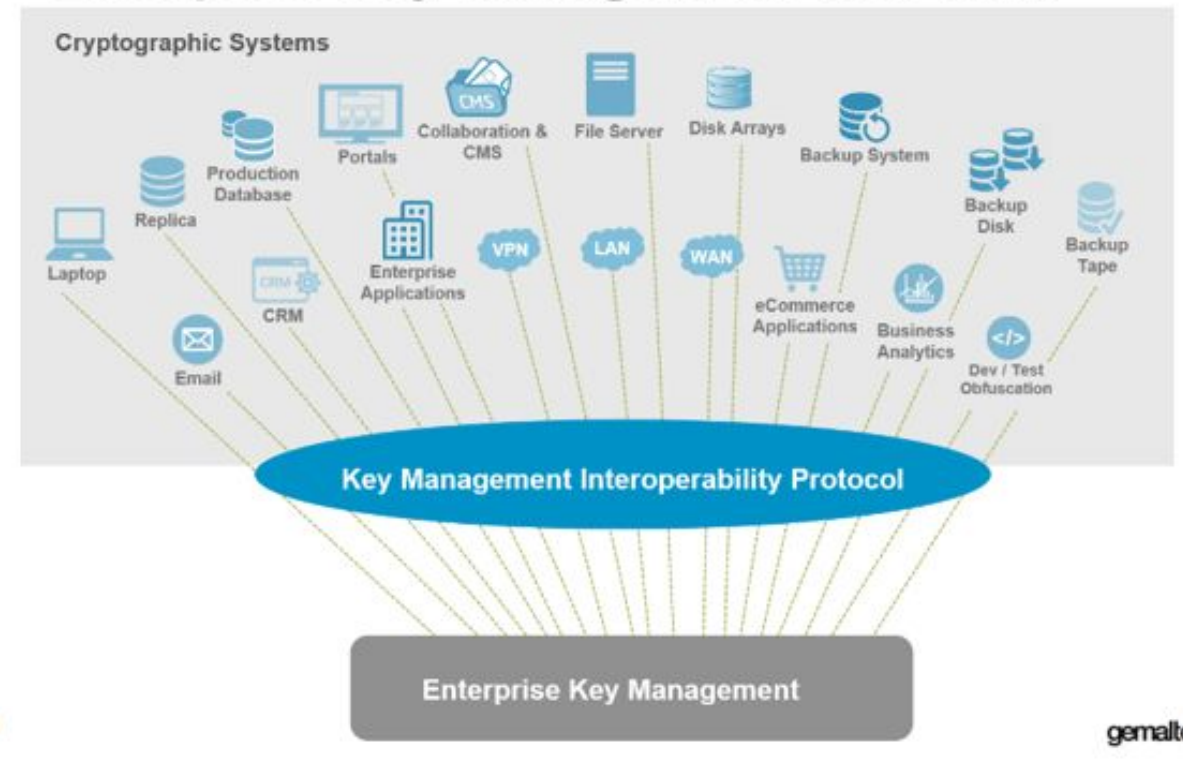 Cryptographic Systems
CMS
Collaboration &
CMS
File Server
Disk Arrays
Portals
Backup System
Production
Database
Replica
Backup
Disk
Backup
Tape
Laptop
CRM
CRM
Enterprise
Applications
VPN
LAN
WAN
eCommerce
Applications
Business
Analytics
Email
</>
Dev / Test
Obfuscation
Key Management Interoperability Protocol
Enterprise Key Management
gemalt